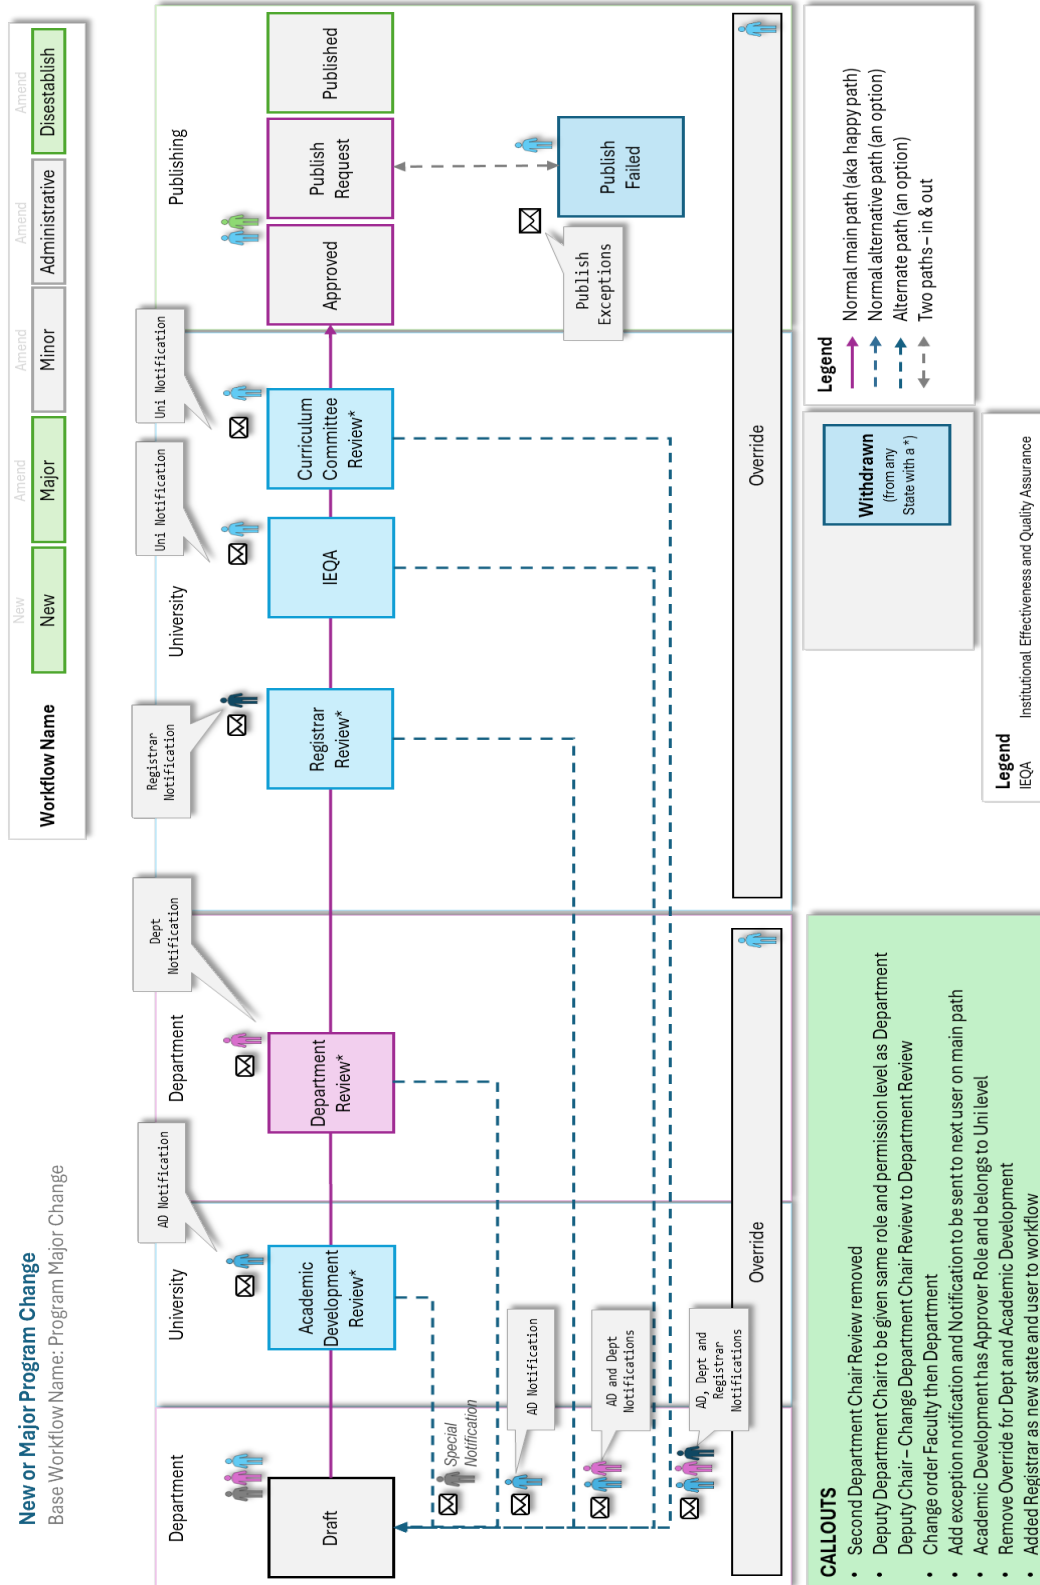 New or Major Program Change
Base Workflow Name: Program Major Change
Workflow Name
New
New
Amend
Major
Amend
Minor
Amend
Administrative
Amend
Disestablish
Department
University
Department
University
Publishing
AD Notification
Dept
Notification
Registrar
Notification
Uni Notification
Uni Notification
Draft
Academic
Development
Review*
Department
Review*
Registrar
Review*
IEQA
Curriculum
Committee
Review*
Approved
Publish
Request
Published
Special
Notification
AD Notification
AD and Dept
Notifications
AD, Dept and
Registrar
Notifications
Publish
Exceptions
Publish
Failed
Override
Override
CALLOUTS
• Second Department Chair Review removed
• Deputy Department Chair to be given same role and permission level as Department
Deputy Chair – Change Department Chair Review to Department Review
• Change order Faculty then Department
• Add exception notification and Notification to be sent to next user on main path
• Academic Development has Approver Role and belongs to Uni level
• Remove Override for Dept and Academic Development
• Added Registrar as new state and user to workflow
Withdrawn
(from any
State with a *)
Legend
Normal main path (aka happy path)
Normal alternative path (an option)
Alternate path (an option)
Two paths – in & out
Legend
IEQA Institutional Effectiveness and Quality Assurance